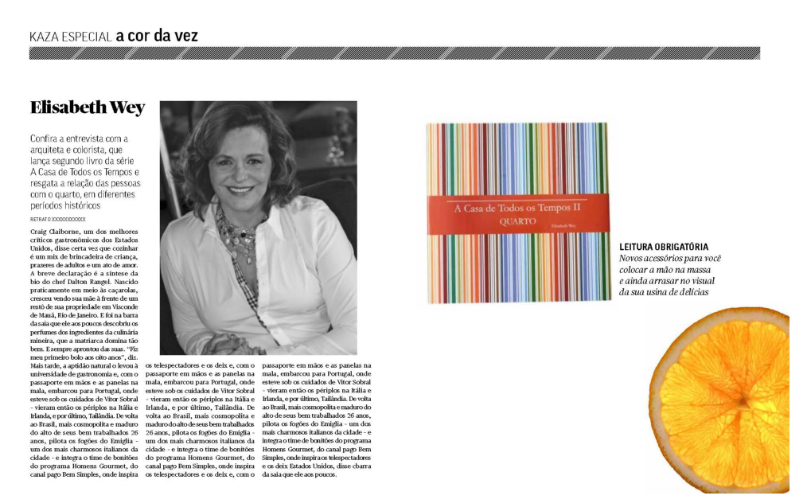 KAZA ESPECIAL a cor da vez
Elisabeth Wey
Confira a entrevista com a
arquiteta e colorista, que
lança segundo livro da série
A Casa de Todos os Tempos e
resgata a relação das pessoas
com o quarto, em diferentes
períodos históricos
Craig Claiborne, um dos melhores
críticos gastronômicos dos Estados
Unidos, disse certa vez que cozinhar
é um mix de brincadeira de criança,
prazeres de adultos e um ato de amor.
A breve declaração é a síntese da
bio do chef Dalton Rangel. Nascido
praticamente em meio às caçarolas,
cresceu vendo sua mãe à frente de um
restô de sua propriedade em Visconde
de Mauá, Rio de Janeiro. E foi na barra
da saia que ele aos poucos descobriu os
perfumes dos ingredientes da culinária
mineira, que a matriarca domina tão
bem. E sempre aprontou das suas. "Fiz
meu primeiro bolo aos oito anos", diz.
Mais tarde, a aptidão natural o levou à
universidade de gastronomia e, com o
passaporte em mãos e as panelas na
mala, embarcou para Portugal, onde
esteve sob os cuidados de Vitor Sobral
- vieram então os périplos na Itália e
Irlanda, e por último, Tailândia. De volta
ao Brasil, mais cosmopolita e maduro
do alto de seus bem trabalhados 26
anos, pilota os fogões do Emiglia -
um dos mais charmosos italianos da
cidade - e integra o time de bonitões
do programa Homens Gourmet, do
canal pago Bem Simples, onde inspira
os telespectadores e os deix e, com o
passaporte em mãos e as panelas na
mala, embarcou para Portugal, onde
esteve sob os cuidados de Vitor Sobral
- vieram então os périplos na Itália e
Irlanda, e por último, Tailândia. De
volta ao Brasil, mais cosmopolita e
maduro do alto de seus bem trabalhados
26 anos, pilota os fogões do Emiglia -
um dos mais charmosos italianos da
cidade - e integra o time de bonitões
do programa Homens Gourmet, do
canal pago Bem Simples, onde inspira
os telespectadores e os deix e, com o
passaporte em mãos e as panelas na
mala, embarcou para Portugal, onde
esteve sob os cuidados de Vitor Sobral
- vieram então os périplos na Itália e
Irlanda, e por último, Tailândia. De volta
ao Brasil, mais cosmopolita e maduro do
alto de seus bem trabalhados 26 anos,
pilota os fogões do Emiglia - um dos
mais charmosos italianos da cidade - e
integra o time de bonitões do programa
Homens Gourmet, do canal pago Bem
Simples, onde inspira os telespectadores
e os deix Estados Unidos, disse cbarra
da saia que ele aos poucos.
A Casa de Todos os Tempos II
QUARTO
Elisabeth Wey
LEITURA OBRIGATÓRIA
Novos acessórios para você
colocar a mão na massa
e ainda arrasar no visual
da sua usina de delícias